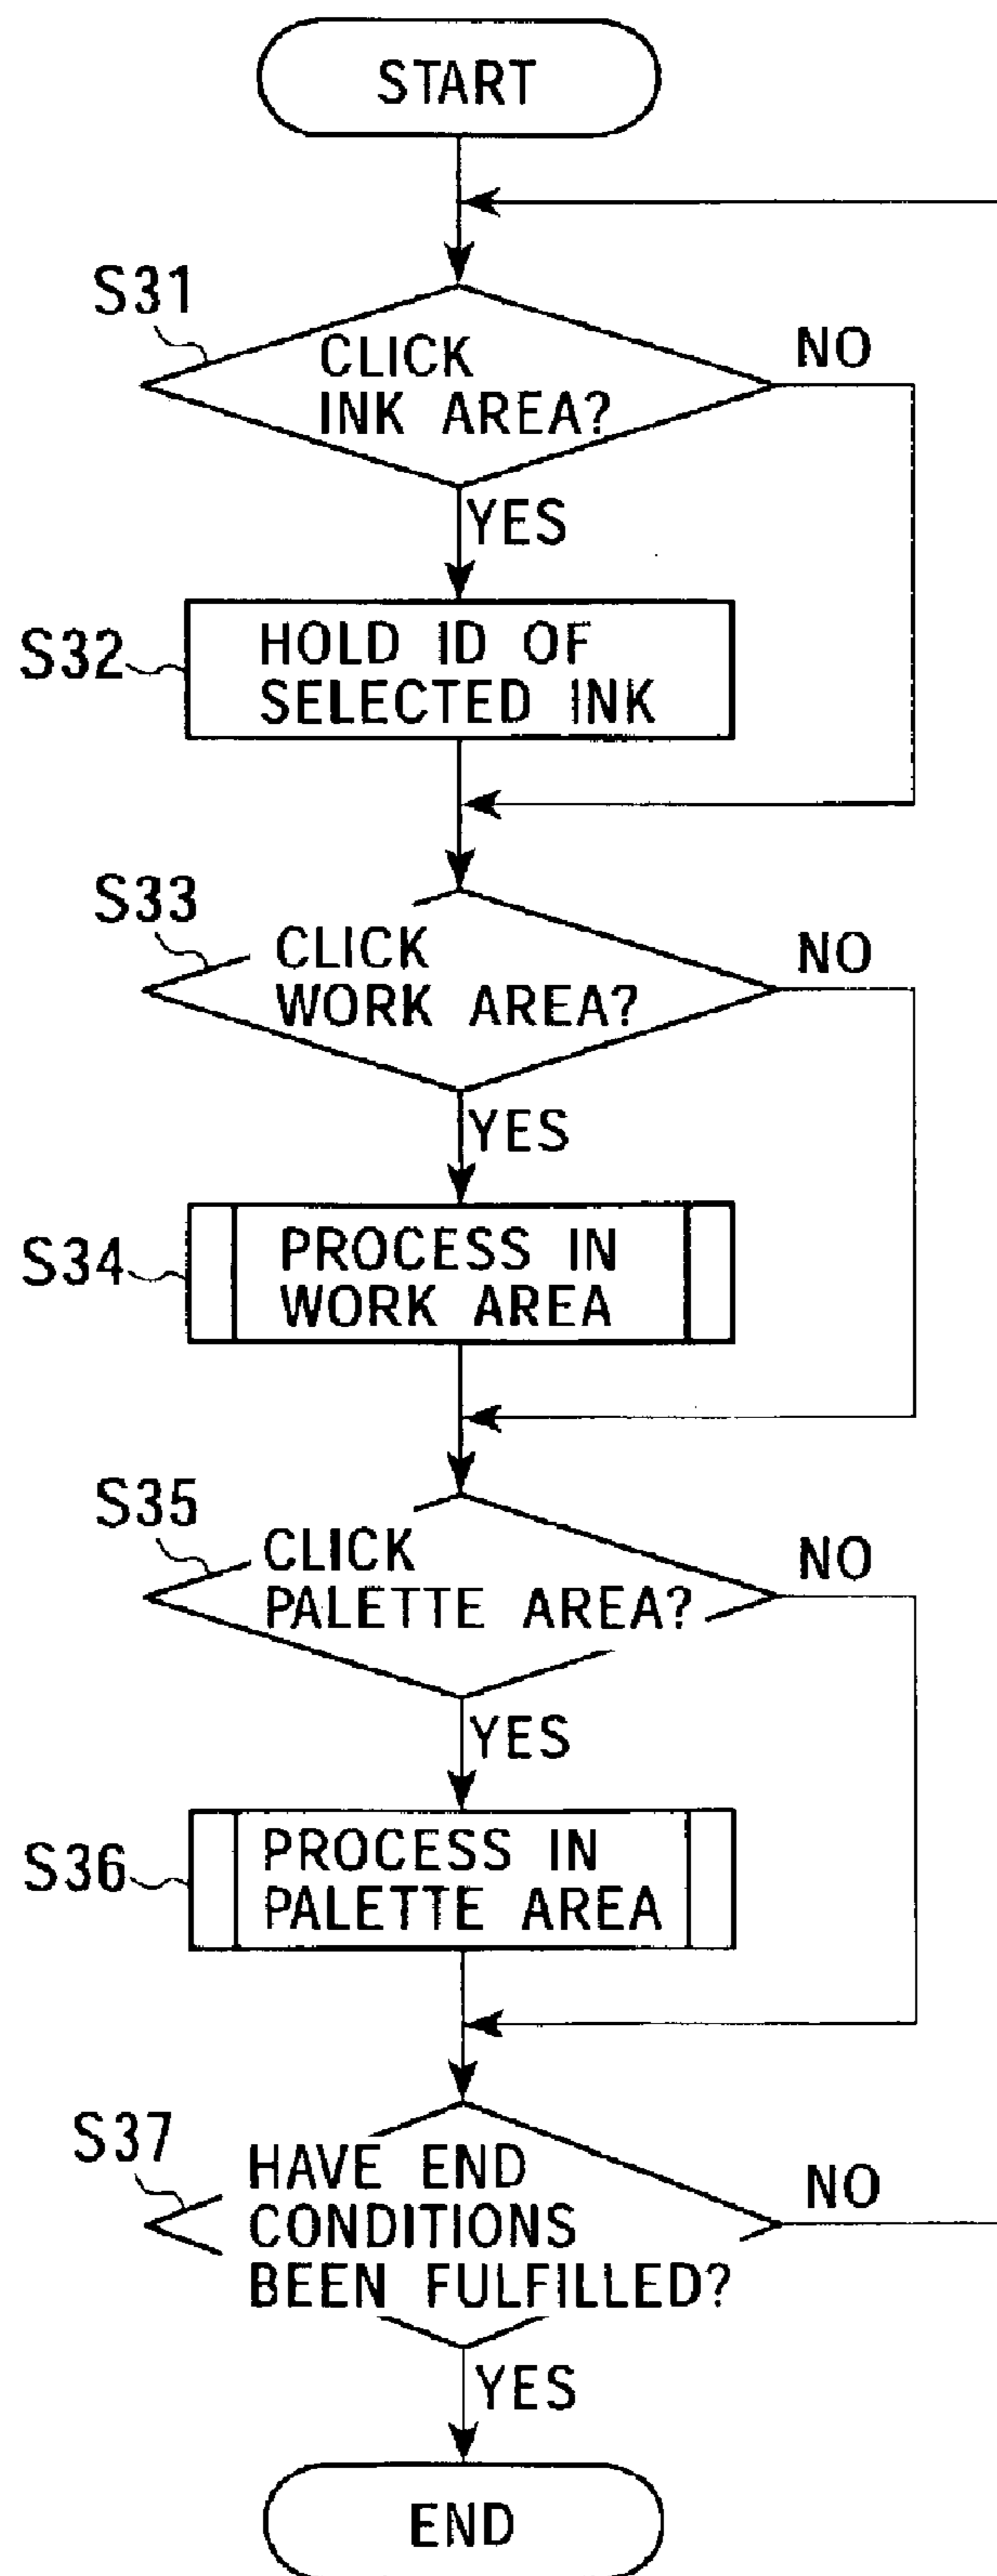 START
S31
CLICK
INK AREA?
NO
YES
S32
HOLD ID OF
SELECTED INK
S33
CLICK
WORK AREA?
NO
YES
S34
PROCESS IN
WORK AREA
S35
CLICK
PALETTE AREA?
NO
YES
S36
PROCESS IN
PALETTE AREA
S37
HAVE END
CONDITIONS
BEEN FULFILLED?
NO
YES
END